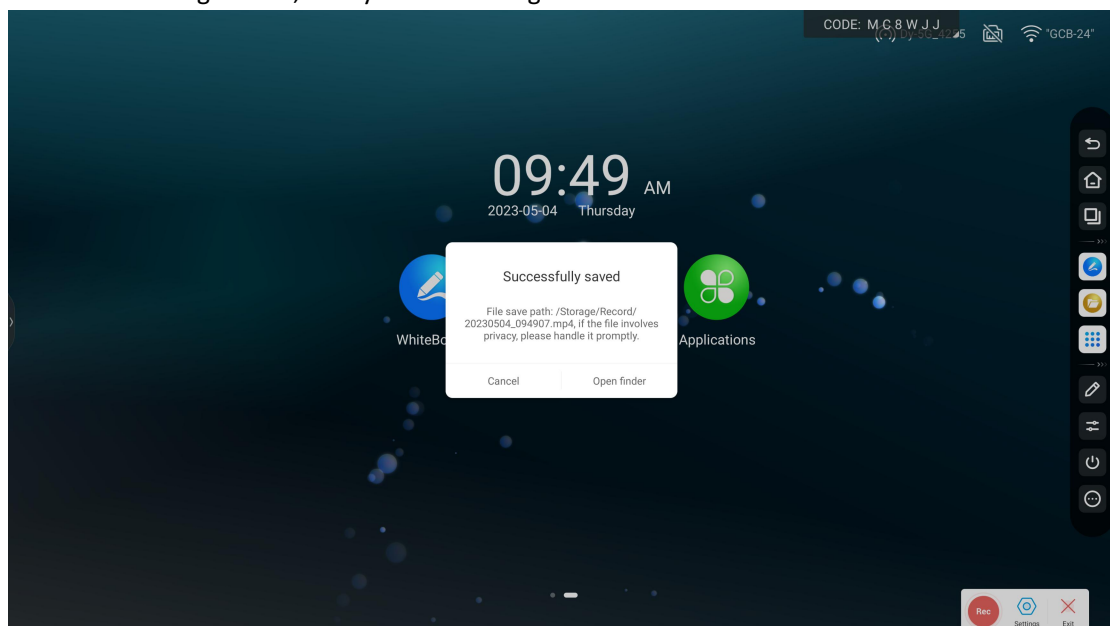 CODE: M C 8 W J J
"GCB-24"
09:49 AM
2023-05-04 Thursday
Successfully saved
File save path: /Storage/Record/
20230504_094907.mp4, if the file involves
privacy, please handle it promptly.
WhiteBo
Applications
Cancel Open finder
Rec
Settings Exit